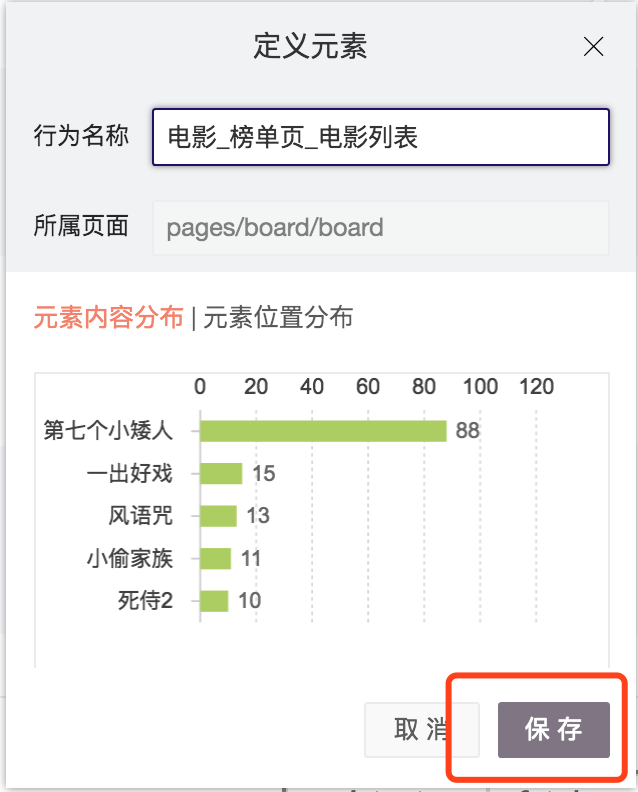 定义元素
行为名称 电影_榜单页_电影列表
所属页面 pages/board/board
元素内容分布 | 元素位置分布
0 20 40 60 80 100 120
第七个小矮人 88
一出好戏 15
风语咒 13
小偷家族 11
死侍2 10
取消 保存